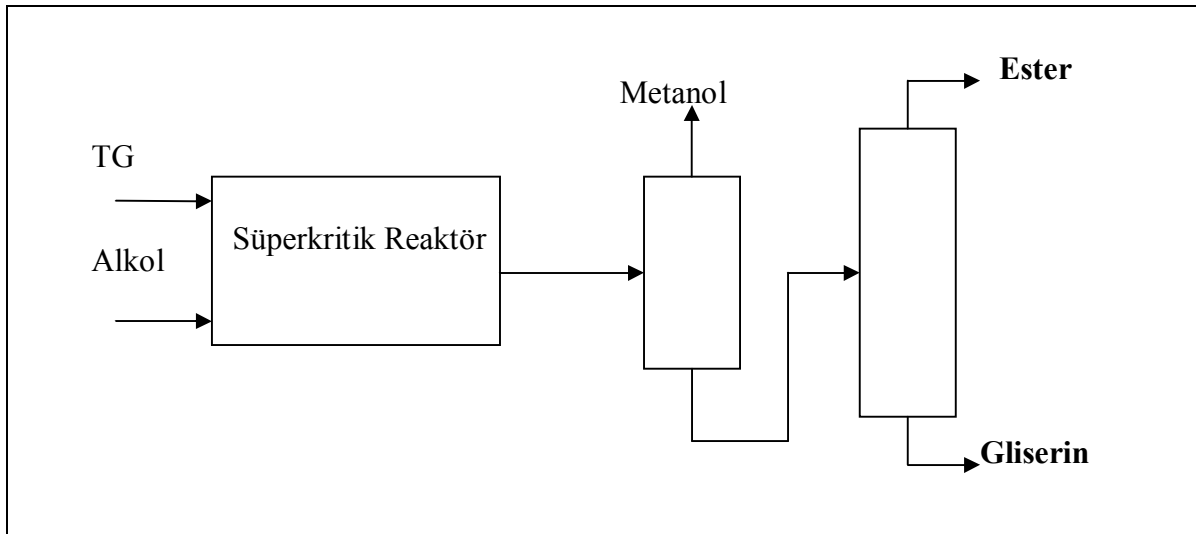 Ester
Metanol
TG
Süperkritik Reaktör
Alkol
Gliserin